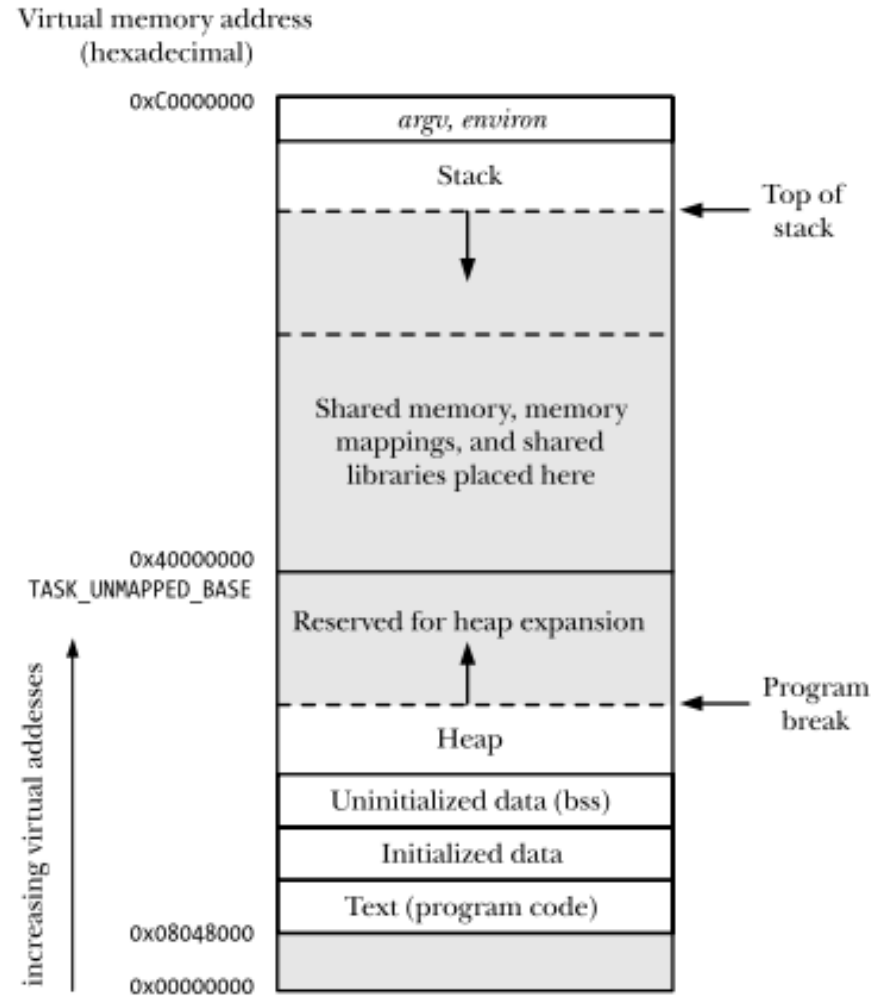 Virtual memory address
(hexadecimal)
0xC0000000
argv, environ
Stack
Top of
stack
Shared memory, memory
mappings, and shared
libraries placed here
0x40000000
TASK_UNMAPPED_BASE
Reserved for heap expansion
Program
break
Heap
Uninitialized data (bss)
Initialized data
Text (program code)
0x08048000
0x00000000
increasing virtual addesses